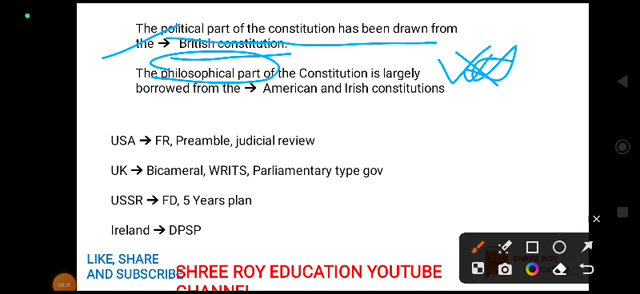 The political part of the constitution has been drawn from
the → British constitution.
The philosophical part of the Constitution is largely
borrowed from the → American and Irish constitutions
USA → FR, Preamble, judicial review
UK → Bicameral, WRITS, Parliamentary type gov
USSR → FD, 5 Years plan
Ireland → DPSP
LIKE, SHARE
AND SUBSCRIBE
SHREE ROY EDUCATION YOUTUBE
CHANNEL